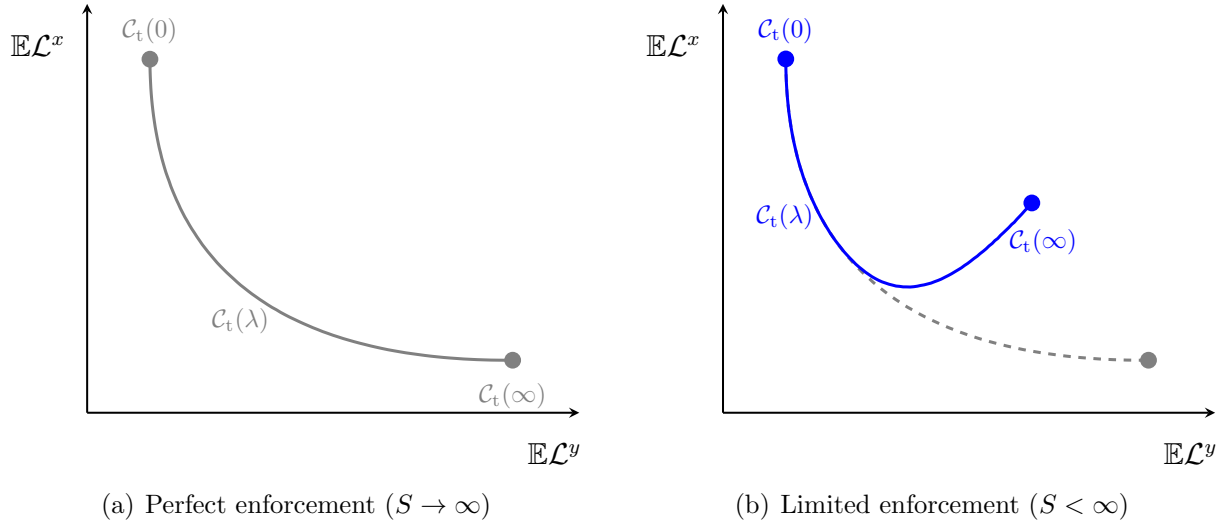 𝔼ℒ^x
𝒞_t(0)
𝒞_t(λ)
𝒞_t(∞)
𝔼ℒ^y
(a) Perfect enforcement (S → ∞)
𝔼ℒ^x
𝒞_t(0)
𝒞_t(λ)
𝒞_t(∞)
𝔼ℒ^y
(b) Limited enforcement (S < ∞)